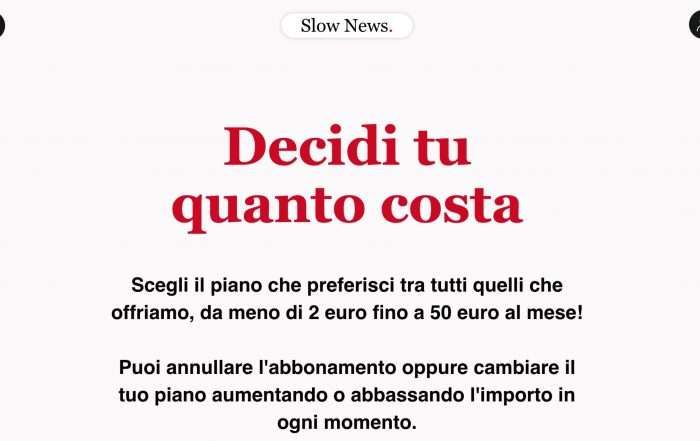 Slow News.
Decidi tu
quanto costa
Scegli il piano che preferisci tra tutti quelli che
offriamo, da meno di 2 euro fino a 50 euro al mese!
Puoi annullare l'abbonamento oppure cambiare il
tuo piano aumentando o abbassando l'importo in
ogni momento.